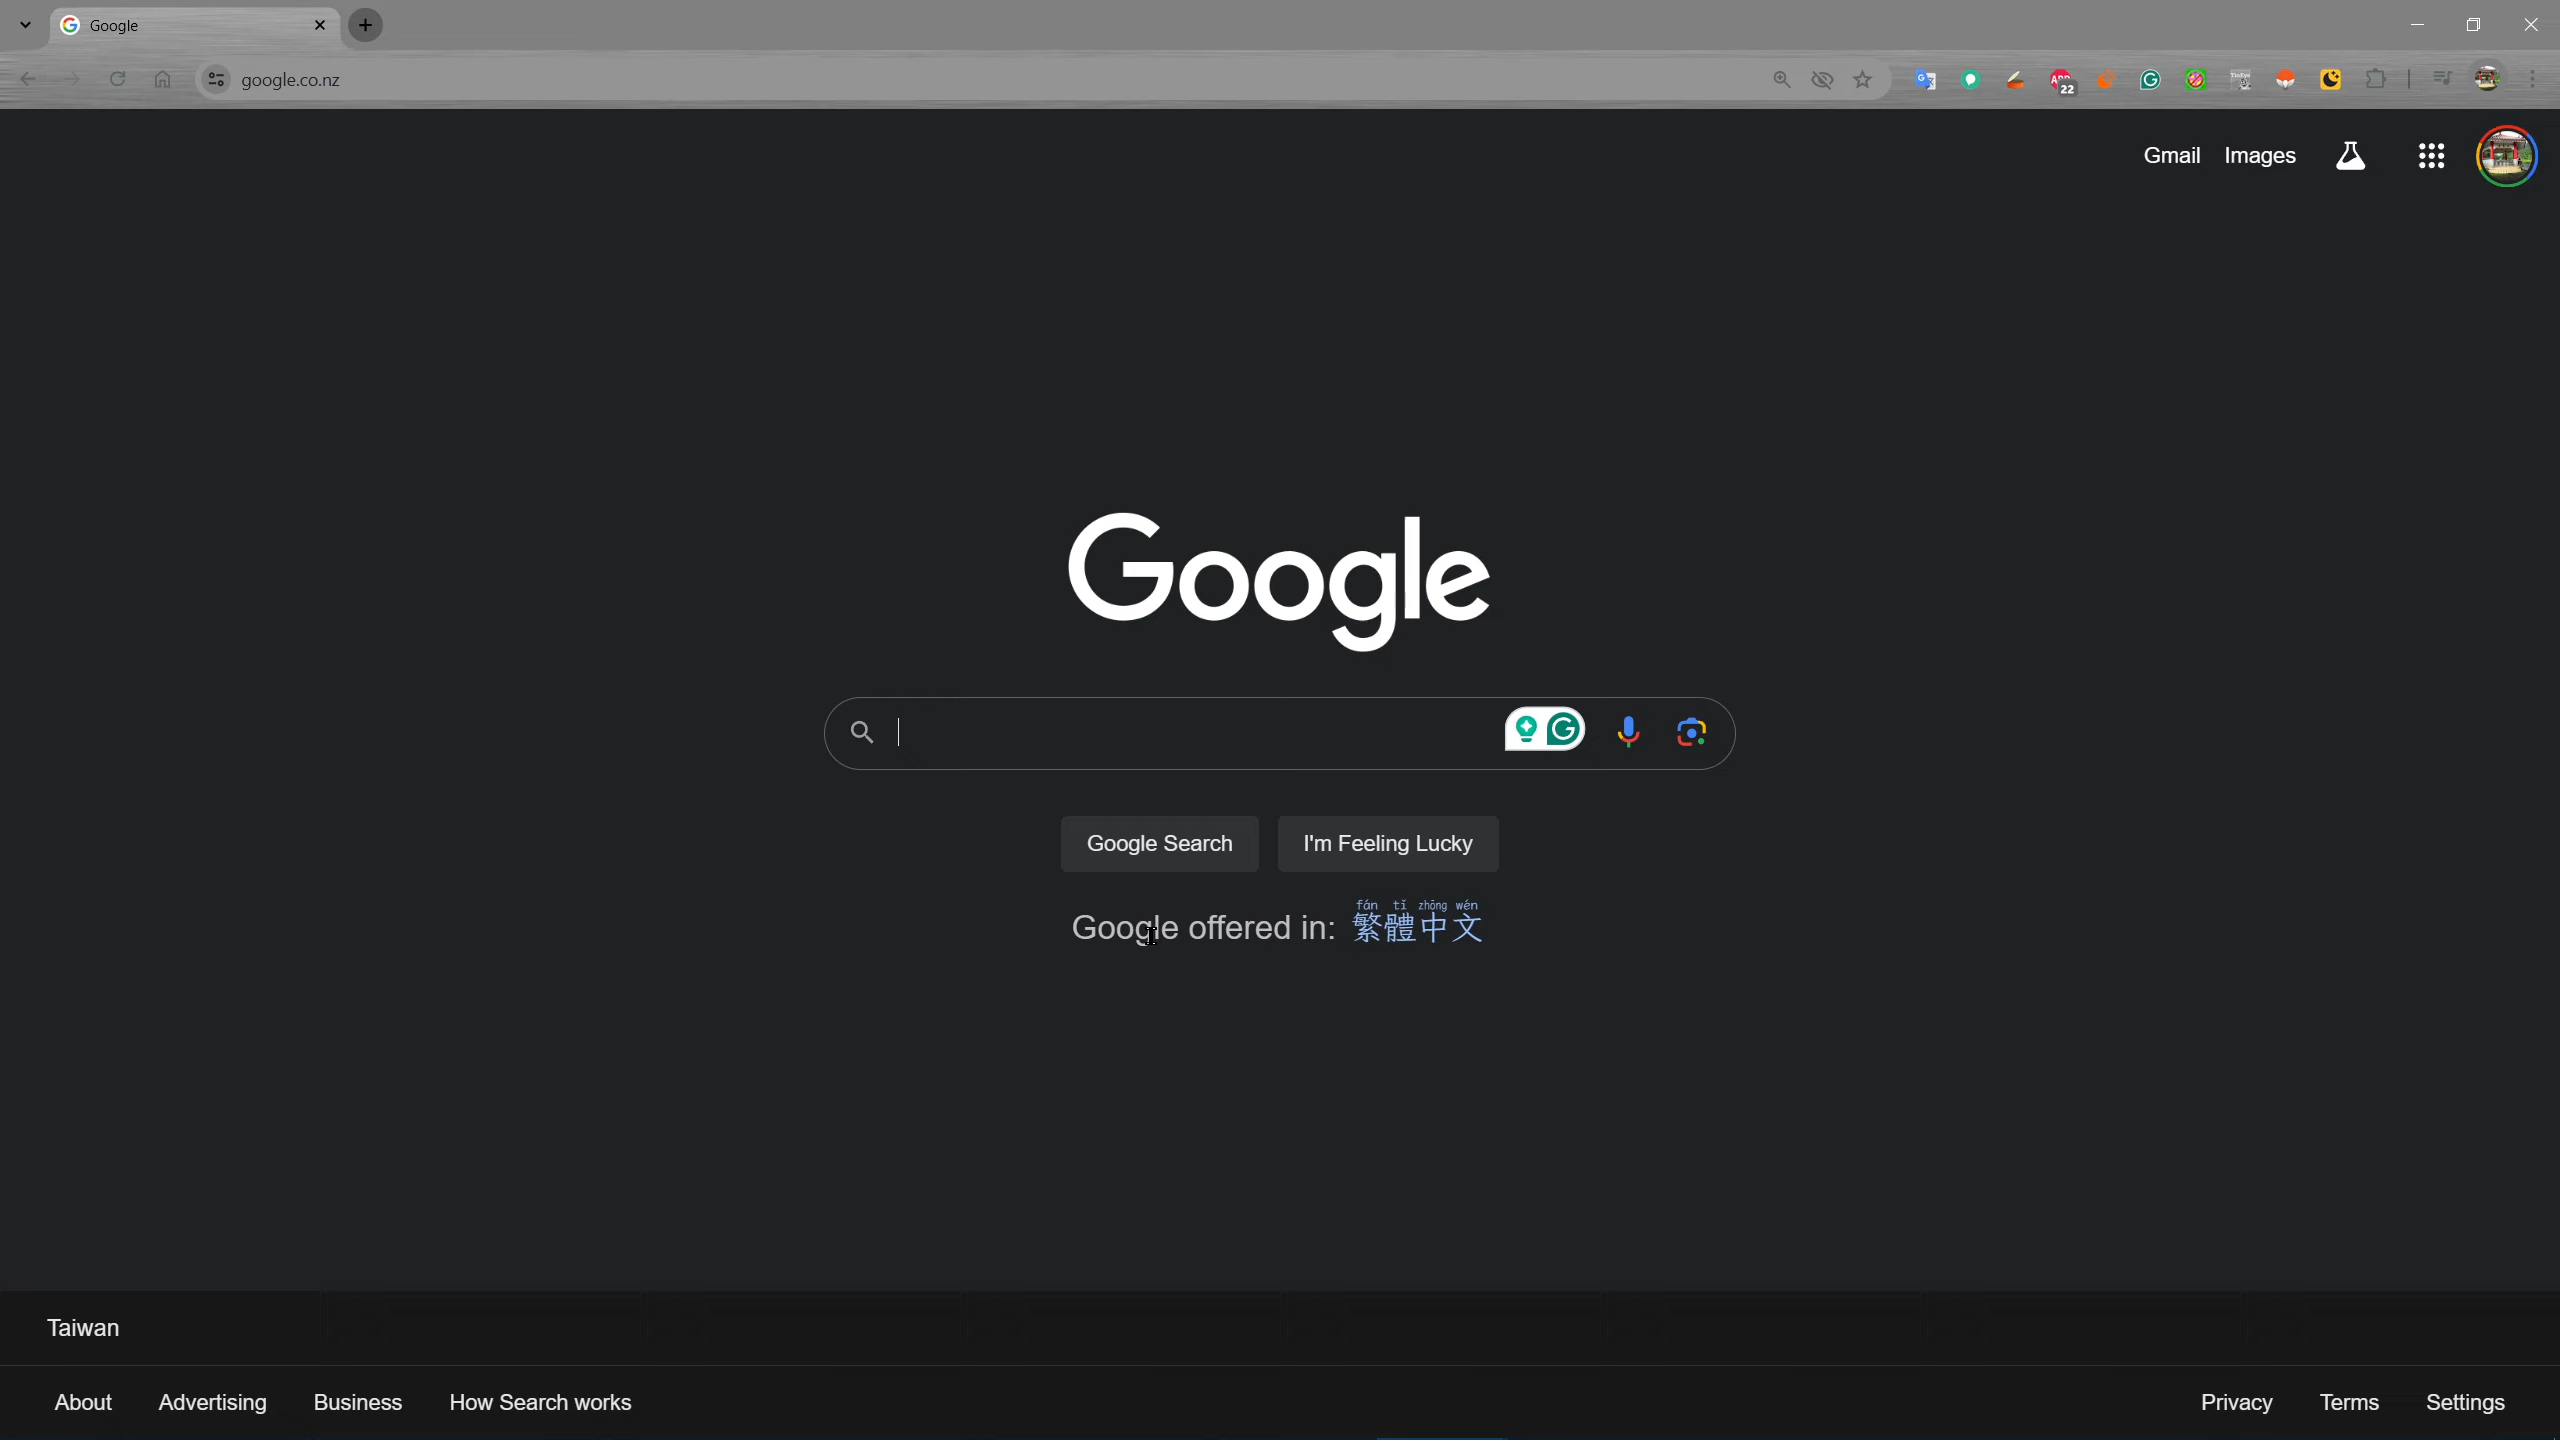 Google
google.co.nz
22
Gmail Images
Google
Google Search I'm Feeling Lucky
fán tǐ zhōng wén
Google offered in: 繁體中文
Taiwan
About Advertising Business How Search works Privacy Terms Settings